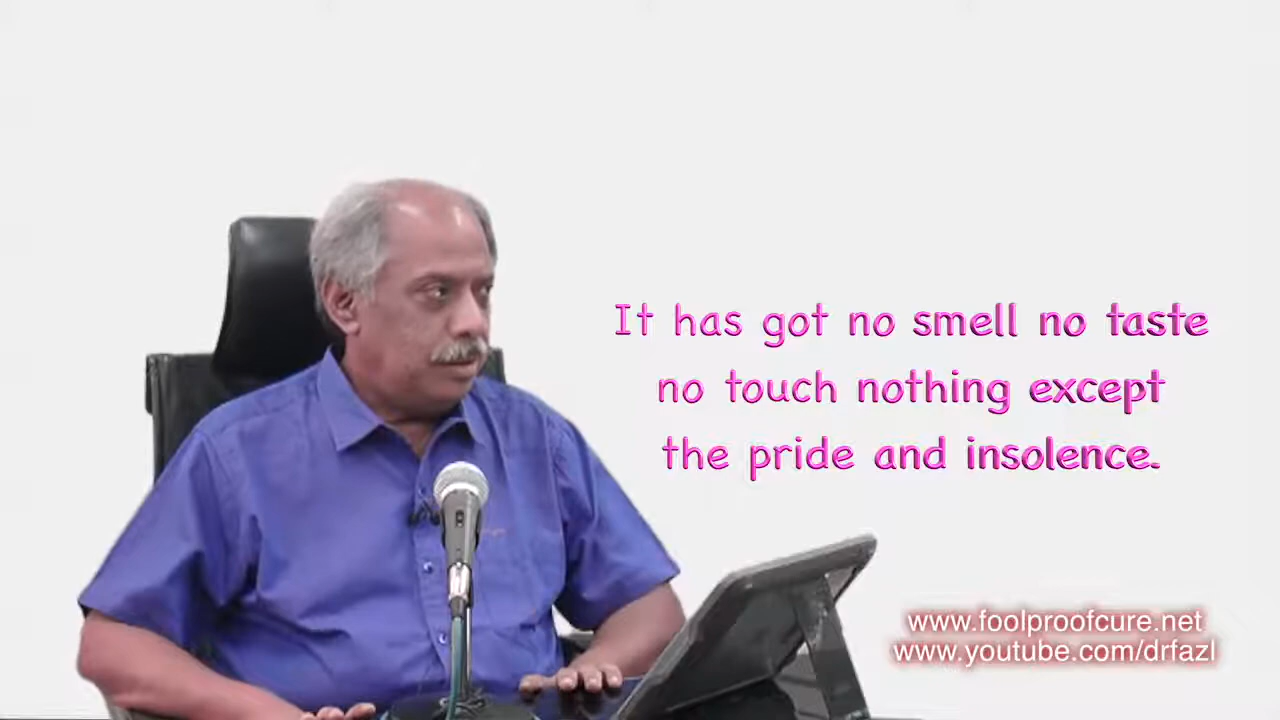 It has got no smell no taste
no touch nothing except
the pride and insolence.
www.foolproofcure.net
www.youtube.com/drfazl